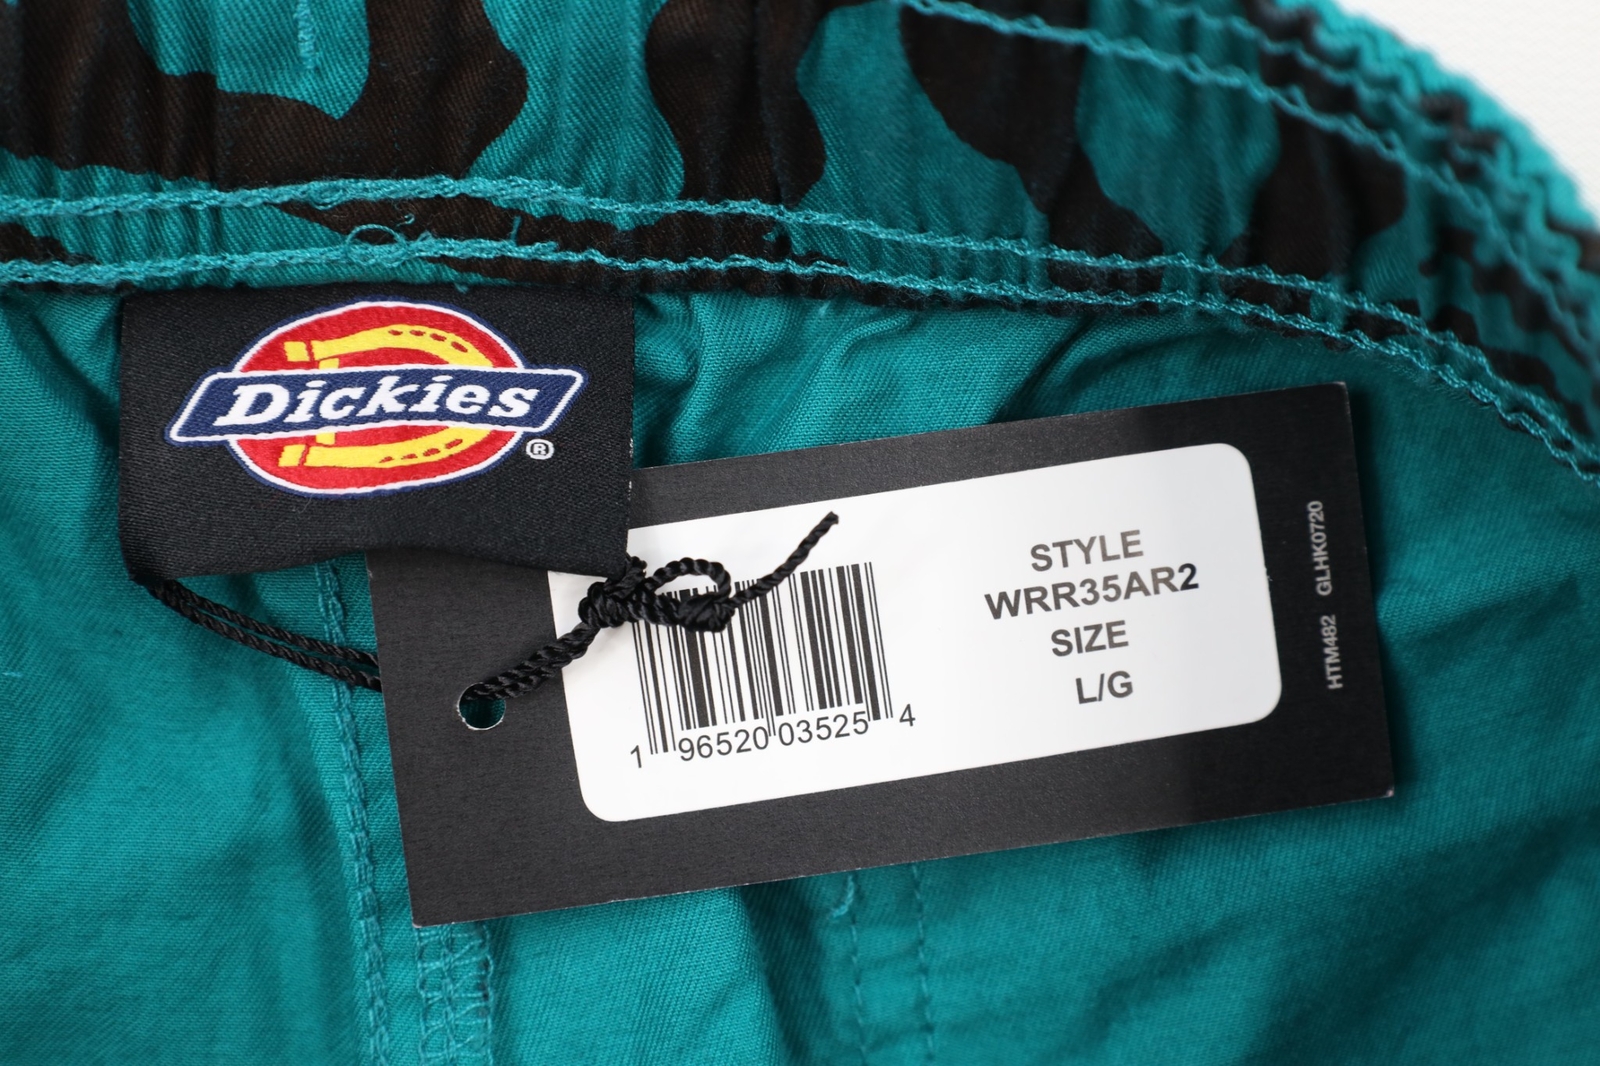 Dickies
®
STYLE
WRR35AR2
SIZE
L/G
1 96520 03525 4
HTM482 GLHK0720